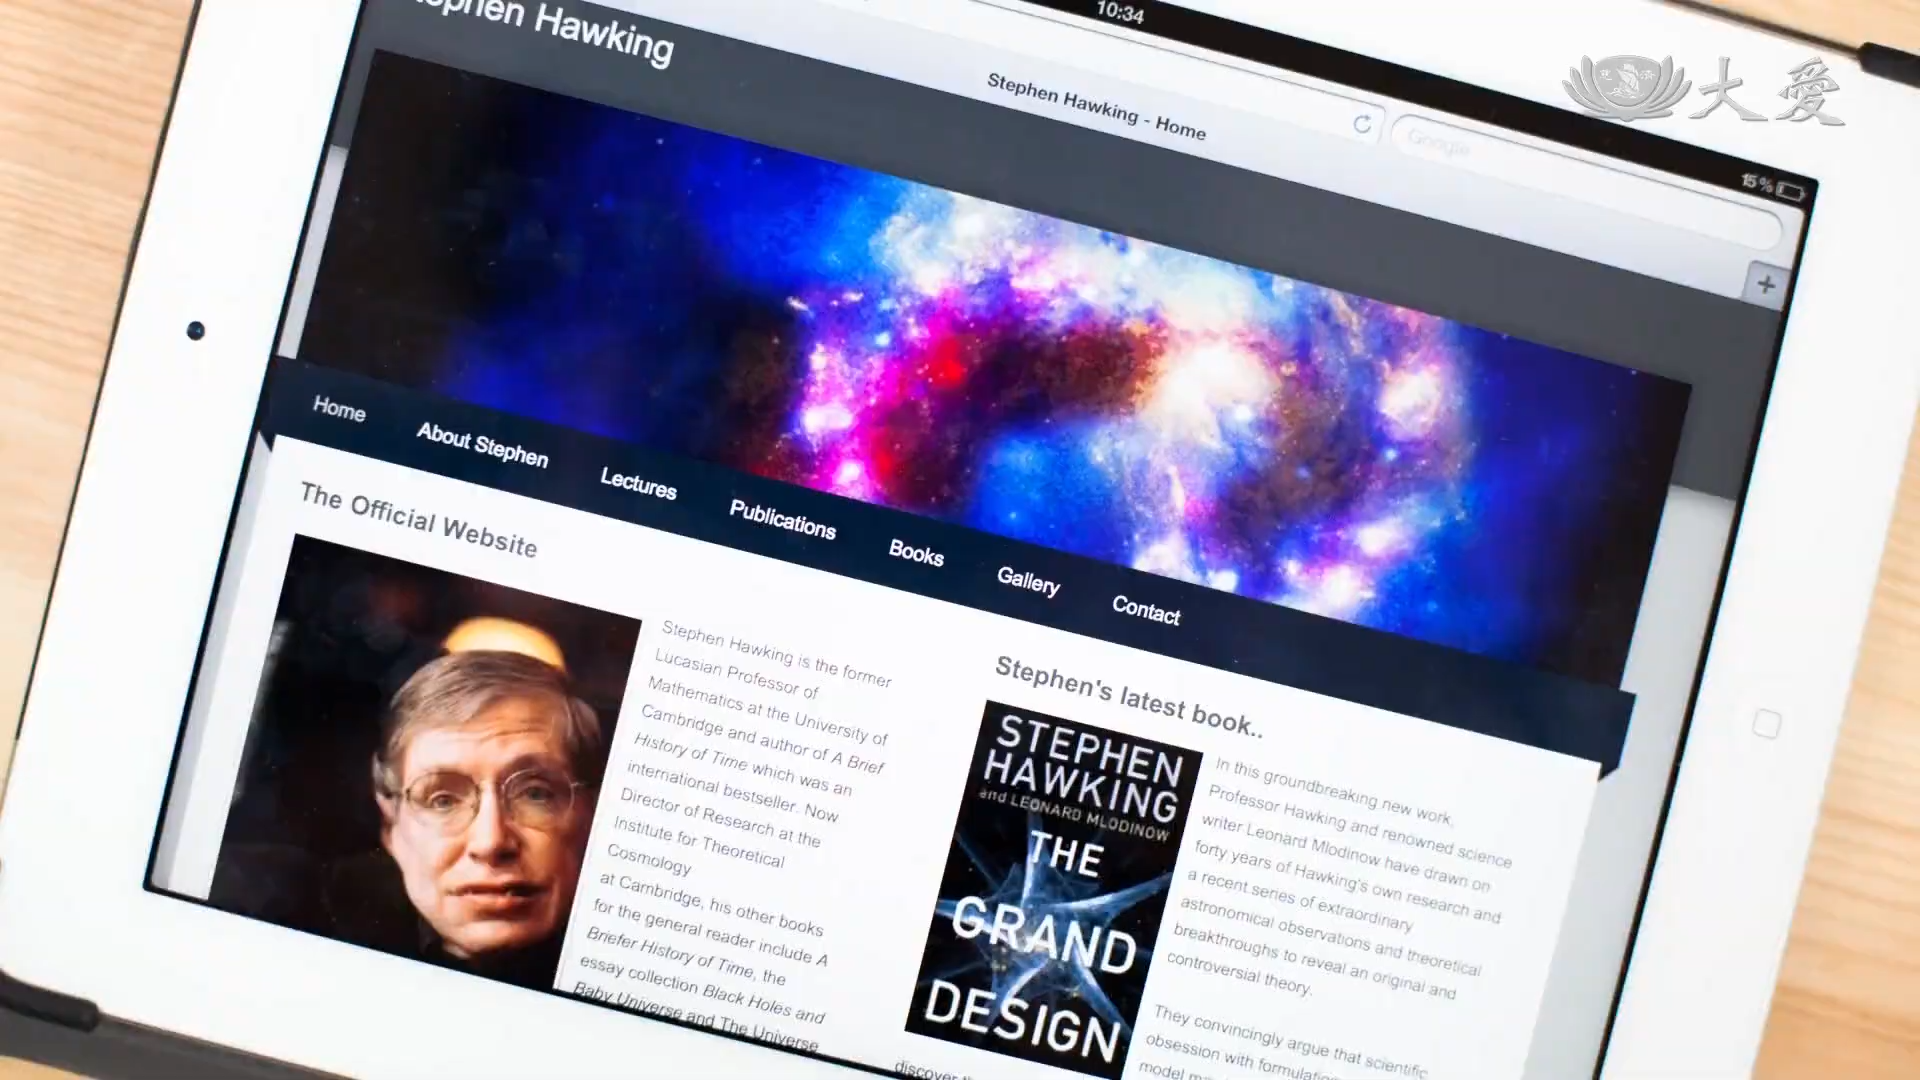 10:34
Stephen Hawking
Stephen Hawking - Home
Google
大愛
慈濟
15%
Home
About Stephen
Lectures
Publications
Books
Gallery
Contact
The Official Website
Stephen Hawking is the former
Lucasian Professor of
Mathematics at the University of
Cambridge and author of A Brief
History of Time which was an
international bestseller. Now
Director of Research at the
Institute for Theoretical
Cosmology
at Cambridge, his other books
for the general reader include A
Briefer History of Time, the
essay collection Black Holes and
Baby Universe and The Universe
Stephen's latest book..
STEPHEN
HAWKING
and LEONARD MLODINOW
THE
GRAND
DESIGN
In this groundbreaking new work,
Professor Hawking and renowned science
writer Leonard Mlodinow have drawn on
forty years of Hawking's own research and
a recent series of extraordinary
astronomical observations and theoretical
breakthroughs to reveal an original and
controversial theory.
They convincingly argue that scientific
obsession with
model
discover